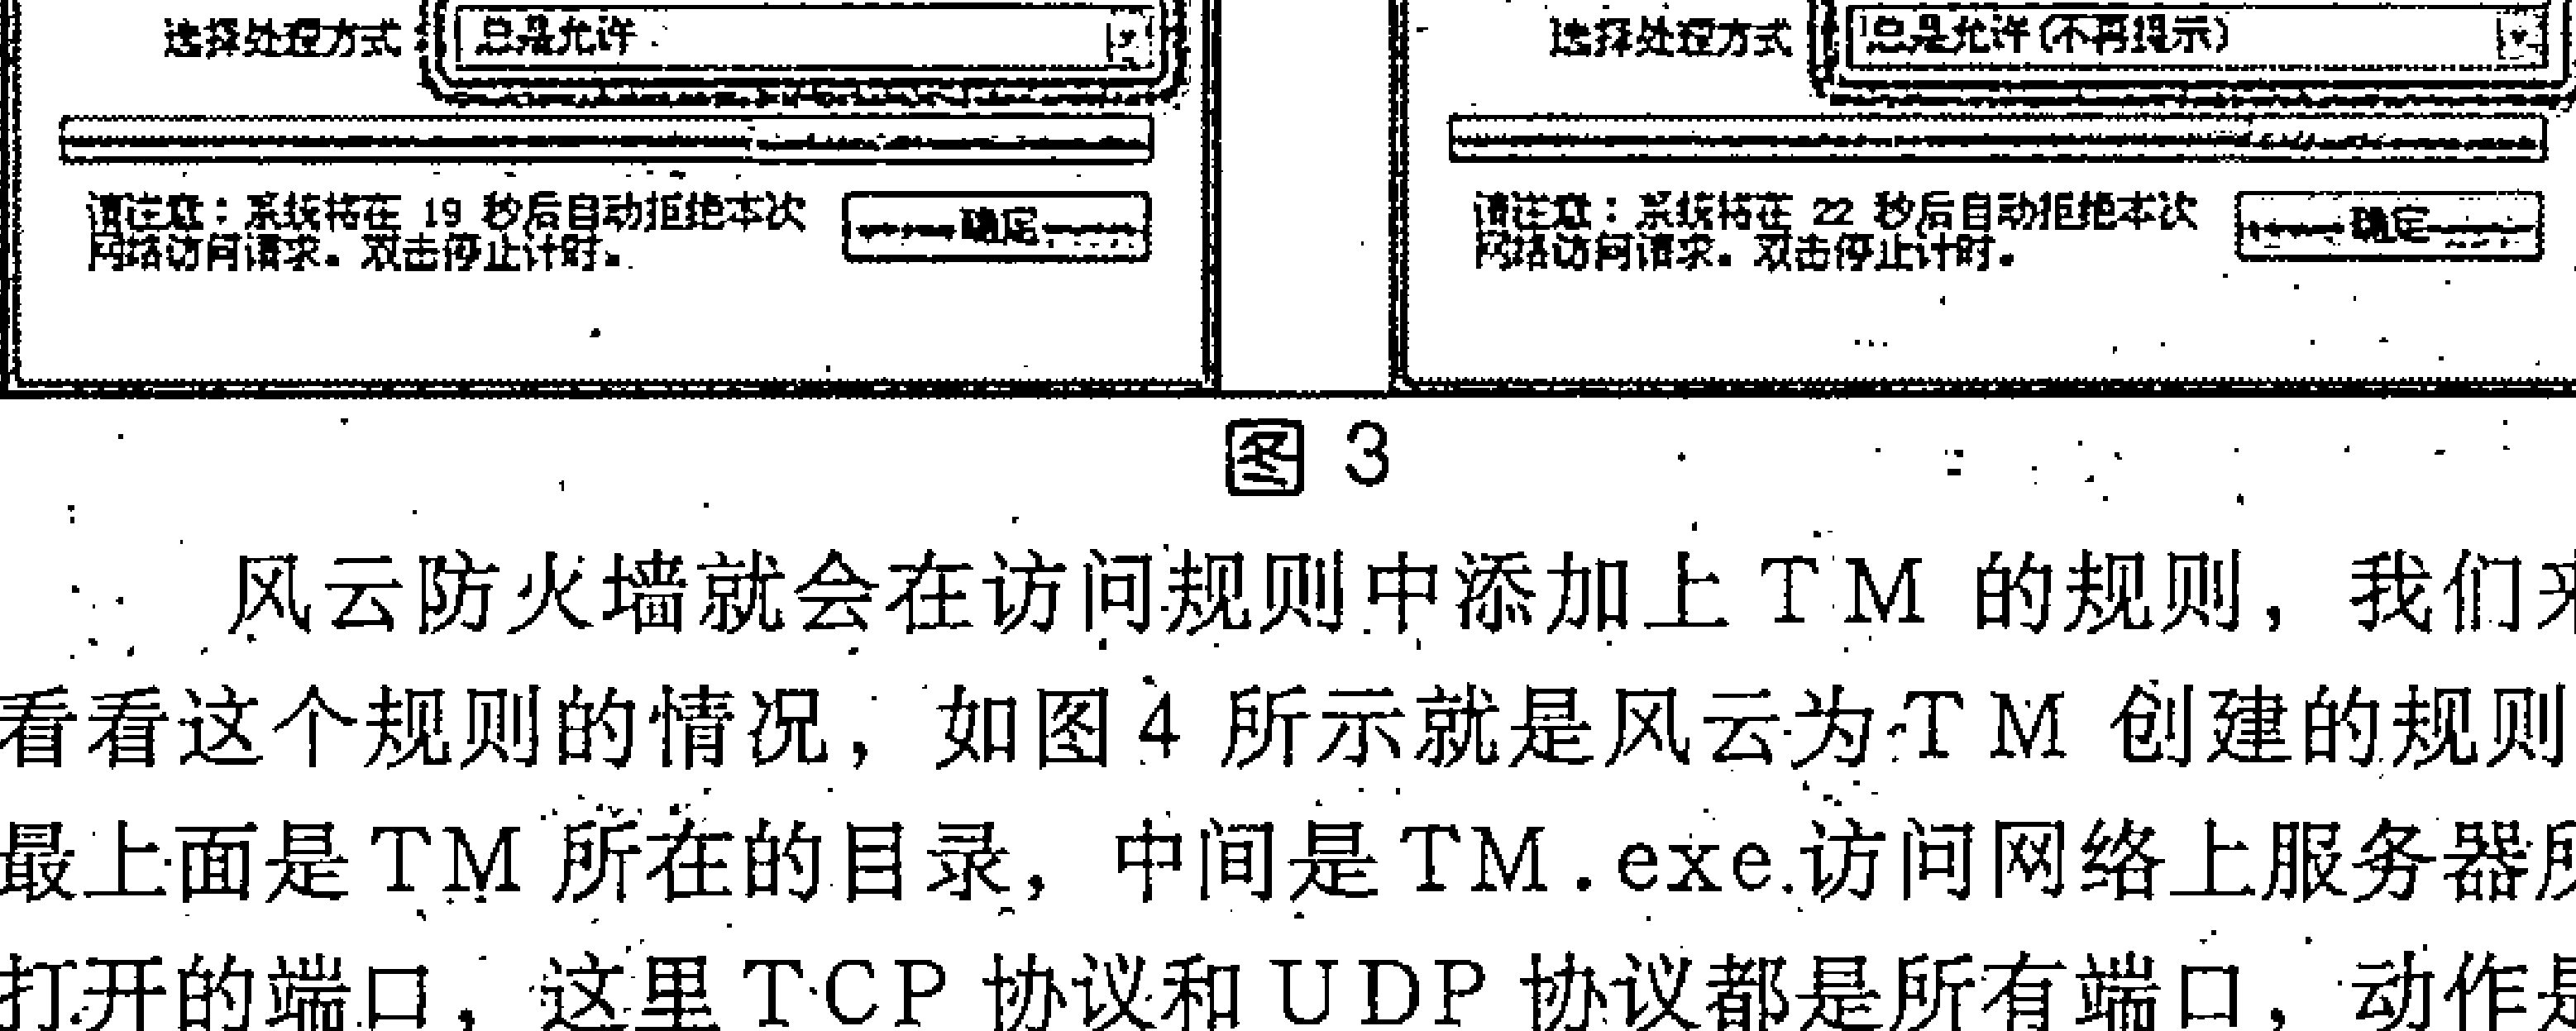 选择处理方式 总是允许
请注意：系统将在 19 秒后自动拒绝本次
网络访问请求。双击停止计时。
确定
选择处理方式 总是允许(不再提示)
请注意：系统将在 22 秒后自动拒绝本次
网络访问请求。双击停止计时。
确定
图 3
风云防火墙就会在访问规则中添加上 TM 的规则，我们来
看看这个规则的情况，如图 4 所示就是风云为 TM 创建的规则
最上面是 TM 所在的目录，中间是 TM.exe 访问网络上服务器所
打开的端口，这里 TCP 协议和 UDP 协议都是所有端口，动作是